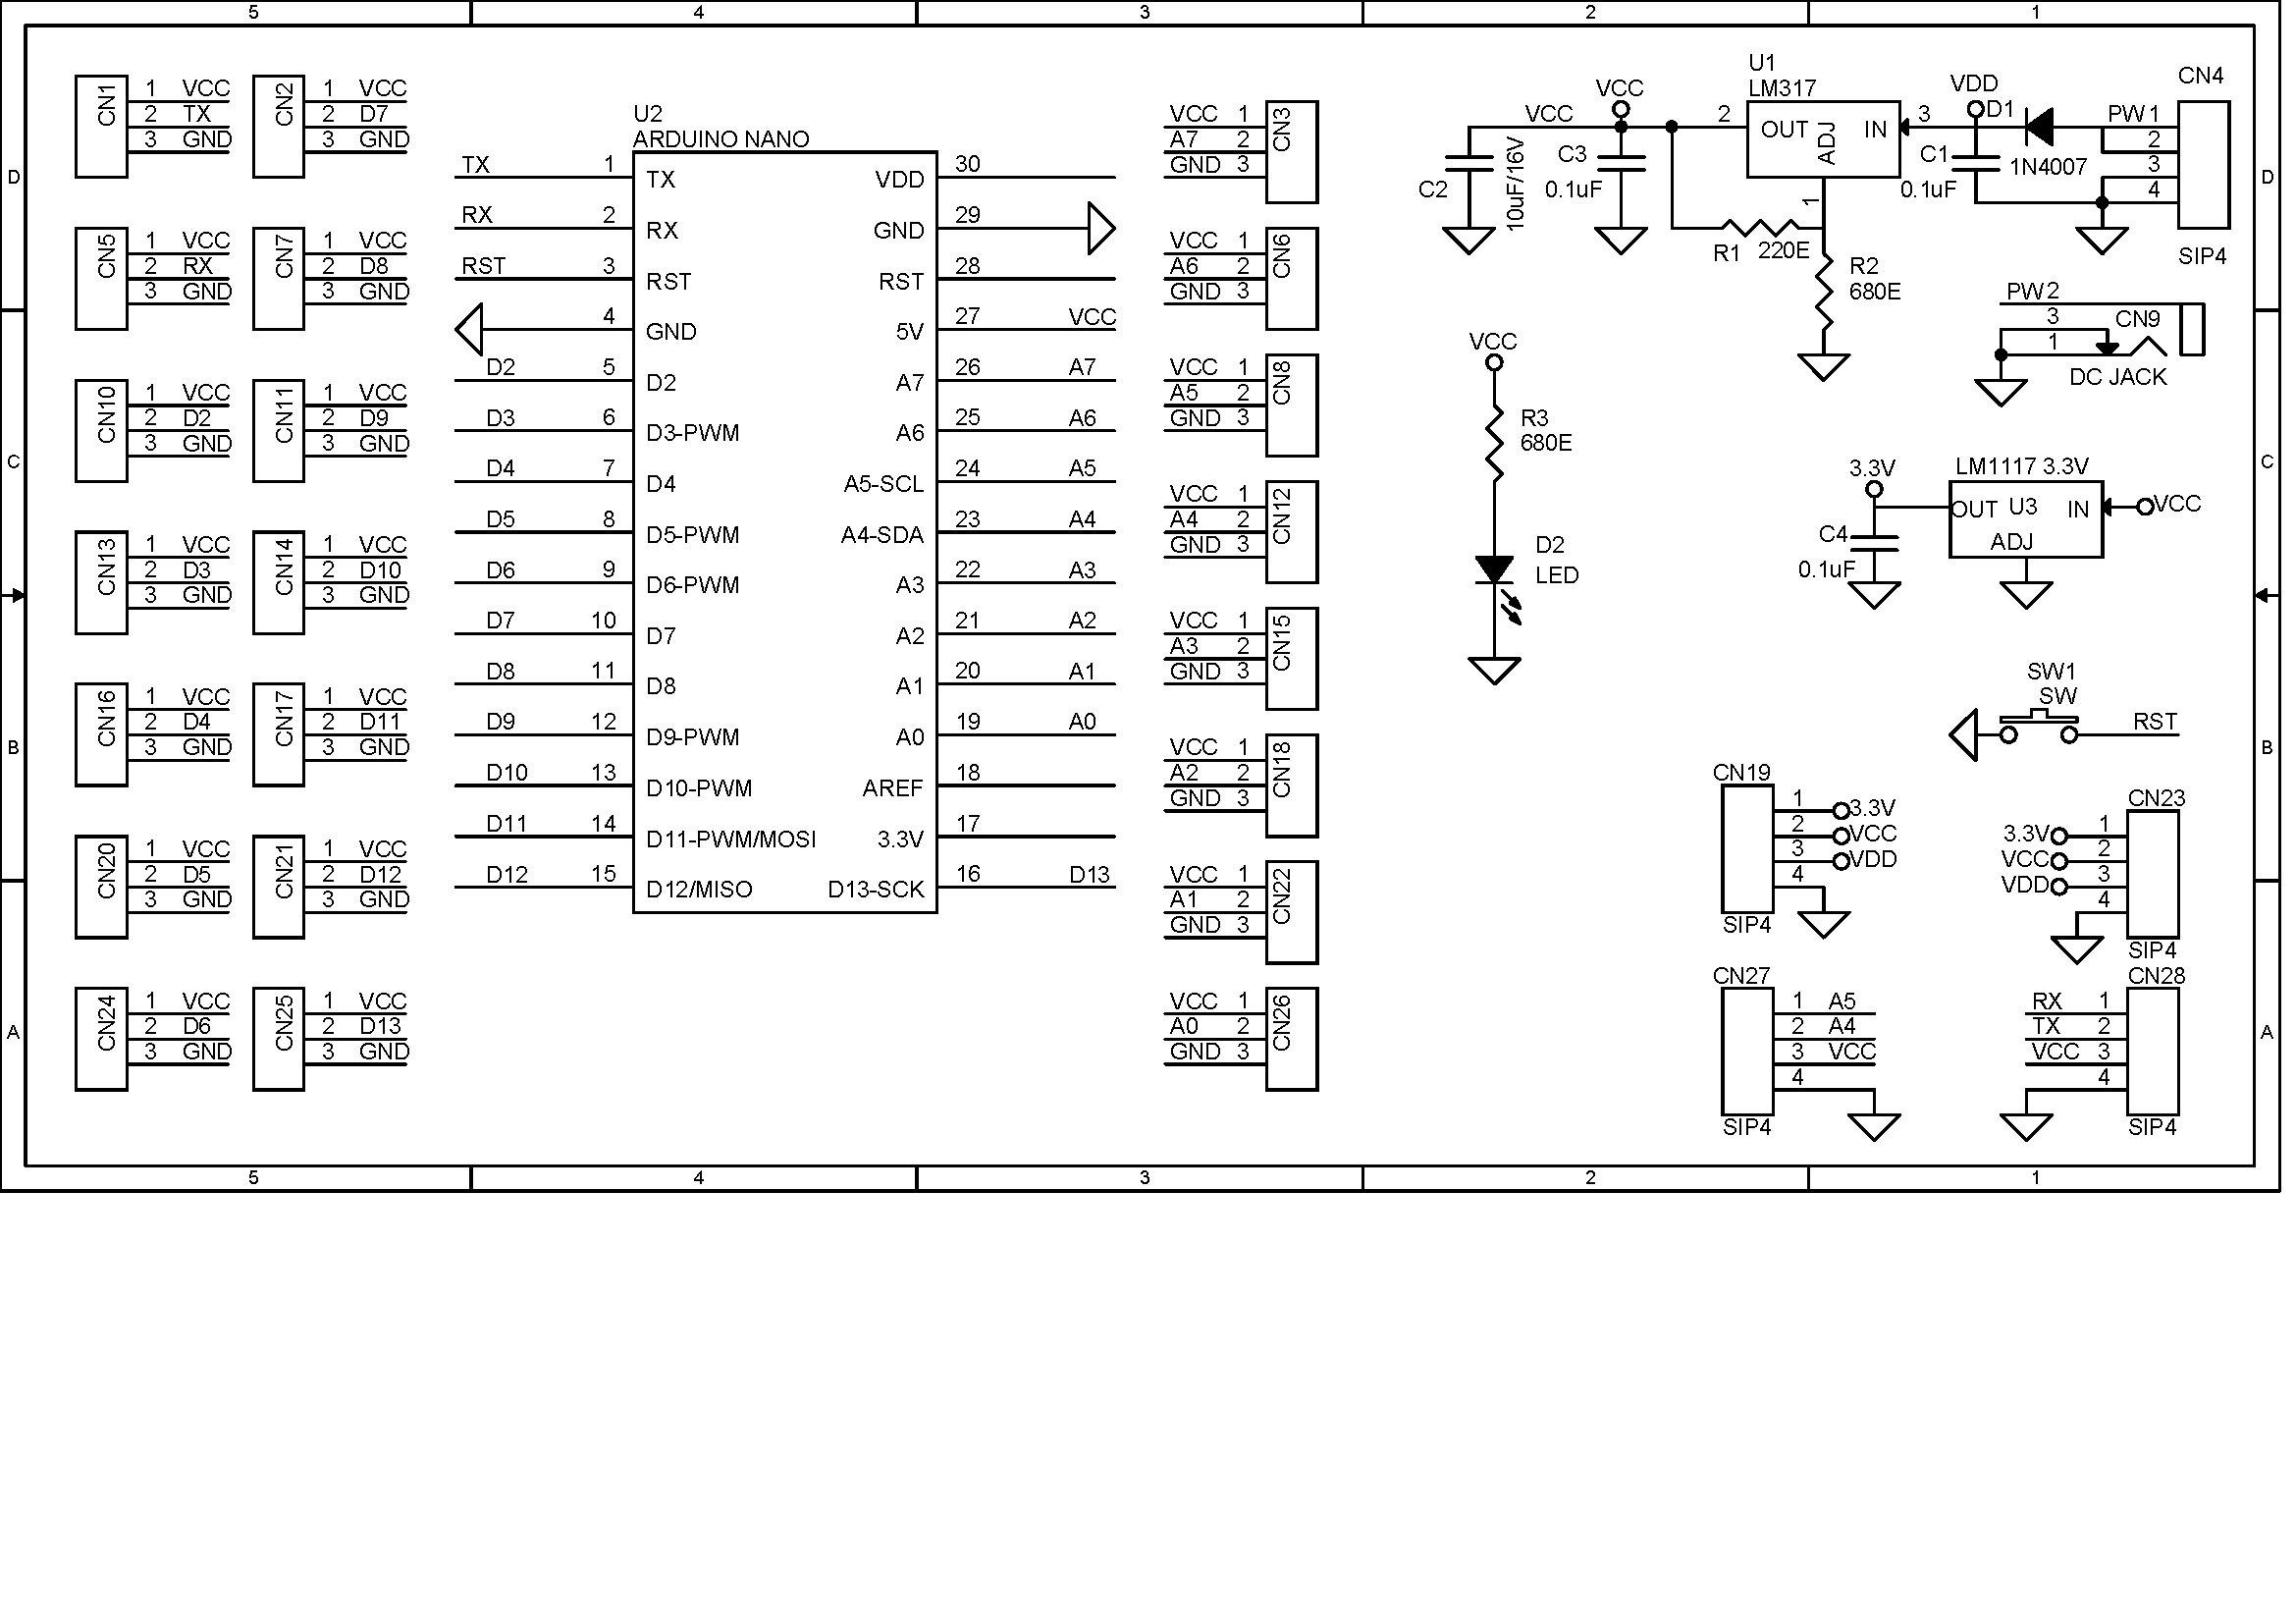 5 4 3 2 1
D
C
B
A
CN1
1 VCC
2 TX
3 GND
CN2
1 VCC
2 D7
3 GND
CN5
1 VCC
2 RX
3 GND
CN7
1 VCC
2 D8
3 GND
CN10
1 VCC
2 D2
3 GND
CN11
1 VCC
2 D9
3 GND
CN13
1 VCC
2 D3
3 GND
CN14
1 VCC
2 D10
3 GND
CN16
1 VCC
2 D4
3 GND
CN17
1 VCC
2 D11
3 GND
CN20
1 VCC
2 D5
3 GND
CN21
1 VCC
2 D12
3 GND
CN24
1 VCC
2 D6
3 GND
CN25
1 VCC
2 D13
3 GND
U2
ARDUINO NANO
TX 1 TX VDD 30
RX 2 RX GND 29
RST 3 RST RST 28
4 GND 5V 27 VCC
D2 5 D2 A7 26 A7
D3 6 D3-PWM A6 25 A6
D4 7 D4 A5-SCL 24 A5
D5 8 D5-PWM A4-SDA 23 A4
D6 9 D6-PWM A3 22 A3
D7 10 D7 A2 21 A2
D8 11 D8 A1 20 A1
D9 12 D9-PWM A0 19 A0
D10 13 D10-PWM AREF 18
D11 14 D11-PWM/MOSI 3.3V 17
D12 15 D12/MISO D13-SCK 16 D13
VCC 1
A7 2
GND 3
CN3
VCC 1
A6 2
GND 3
CN6
VCC 1
A5 2
GND 3
CN8
VCC 1
A4 2
GND 3
CN12
VCC 1
A3 2
GND 3
CN15
VCC 1
A2 2
GND 3
CN18
VCC 1
A1 2
GND 3
CN22
VCC 1
A0 2
GND 3
CN26
U1
LM317
OUT ADJ IN
2 3 1
VCC
VCC
C2
10uF/16V
C3
0.1uF
R1 220E
R2
680E
VDD
D1
1N4007
C1
0.1uF
CN4
PW1
2
3
4
SIP4
PW2
3
1
CN9
DC JACK
VCC
R3
680E
D2
LED
3.3V
LM1117 3.3V
OUT U3 IN
ADJ
VCC
C4
0.1uF
SW1
SW
RST
CN19
1 3.3V
2 VCC
3 VDD
4
SIP4
CN23
3.3V 1
VCC 2
VDD 3
4
SIP4
CN27
1 A5
2 A4
3 VCC
4
SIP4
CN28
RX 1
TX 2
VCC 3
4
SIP4
D
C
B
A
5 4 3 2 1